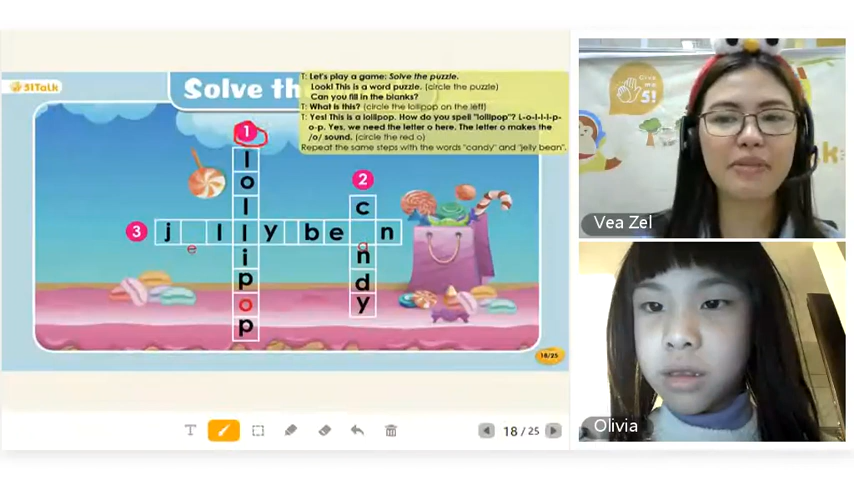 51Talk
Solve th
T: Let's play a game: Solve the puzzle.
Look! This is a word puzzle. (circle the puzzle)
Can you fill in the blanks?
T: What is this? (circle the lollipop on the left)
T: Yes! This is a lollipop. How do you spell "lollipop"? L-o-l-l-i-p-
o-p. Yes, we need the letter o here. The letter o makes the
/o/ sound. (circle the red o)
Repeat the same steps with the words "candy" and "jelly bean".
1
l
o
l
l
i
p
o
p
2
c
a
n
d
y
3 j e l l y b e n
18/25
T
18 / 25
Give
me
5!
Vea Zel
Olivia